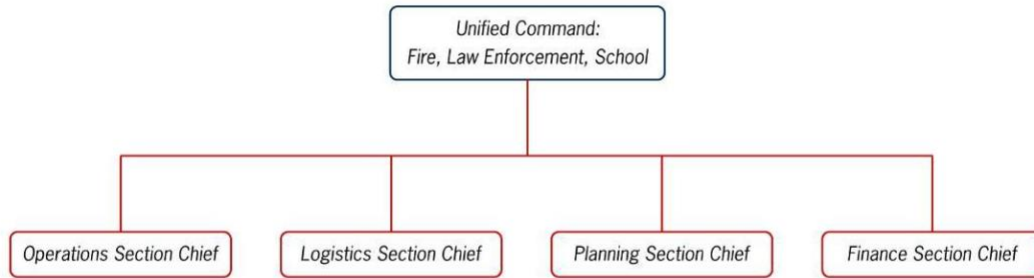 Unified Command:
Fire, Law Enforcement, School
Operations Section Chief
Logistics Section Chief
Planning Section Chief
Finance Section Chief